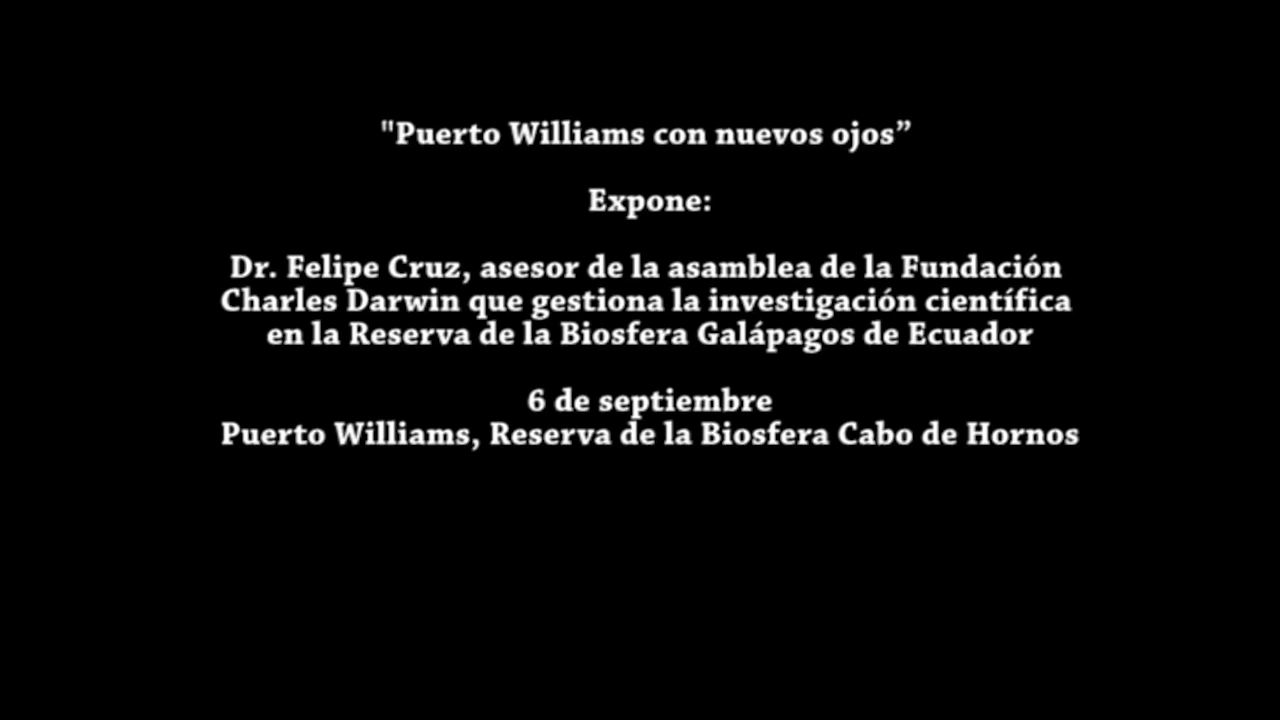 "Puerto Williams con nuevos ojos”
Expone:
Dr. Felipe Cruz, asesor de la asamblea de la Fundación
Charles Darwin que gestiona la investigación científica
en la Reserva de la Biosfera Galápagos de Ecuador
6 de septiembre
Puerto Williams, Reserva de la Biosfera Cabo de Hornos